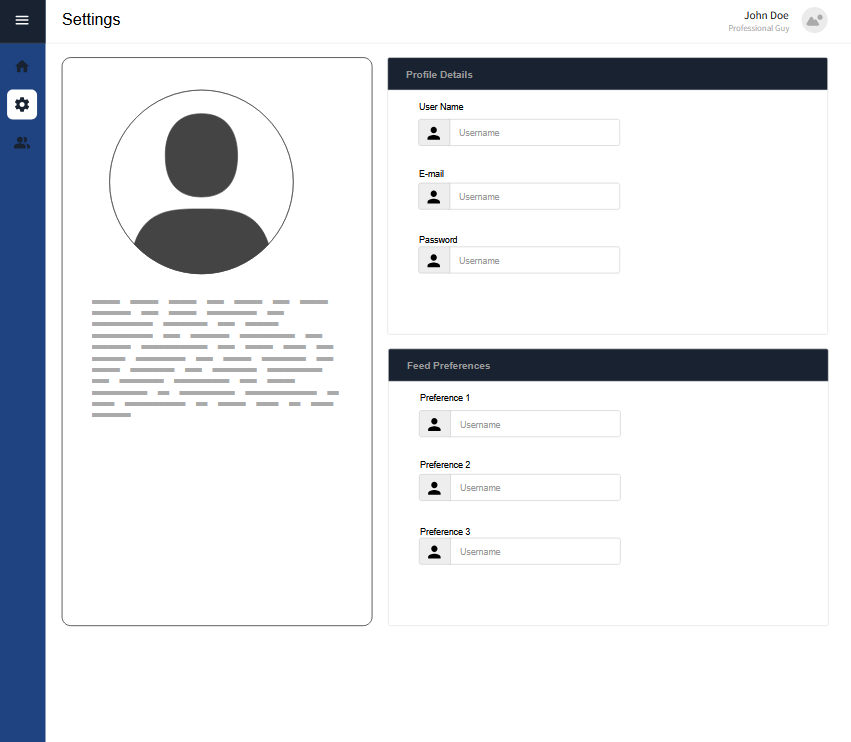 Settings
John Doe
Professional Guy
Profile Details
User Name
Username
E-mail
Username
Password
Username
Feed Preferences
Preference 1
Username
Preference 2
Username
Preference 3
Username